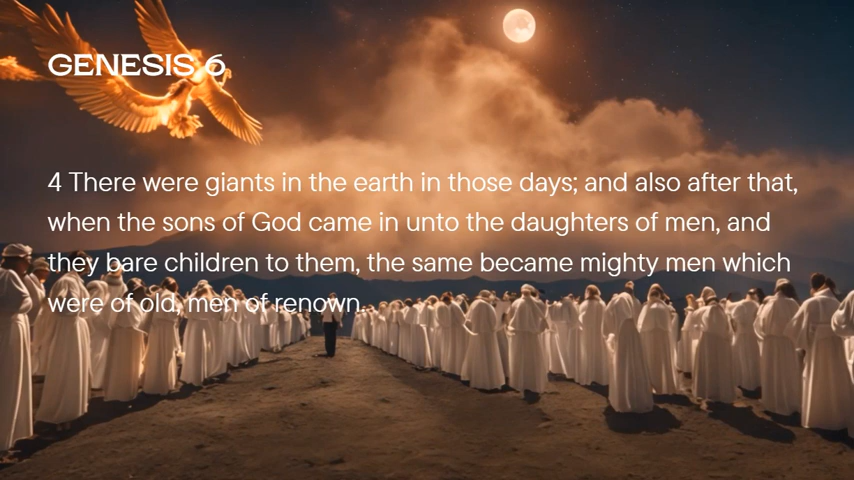 GENESIS 6
4 There were giants in the earth in those days; and also after that,
when the sons of God came in unto the daughters of men, and
they bare children to them, the same became mighty men which
were of old, men of renown.